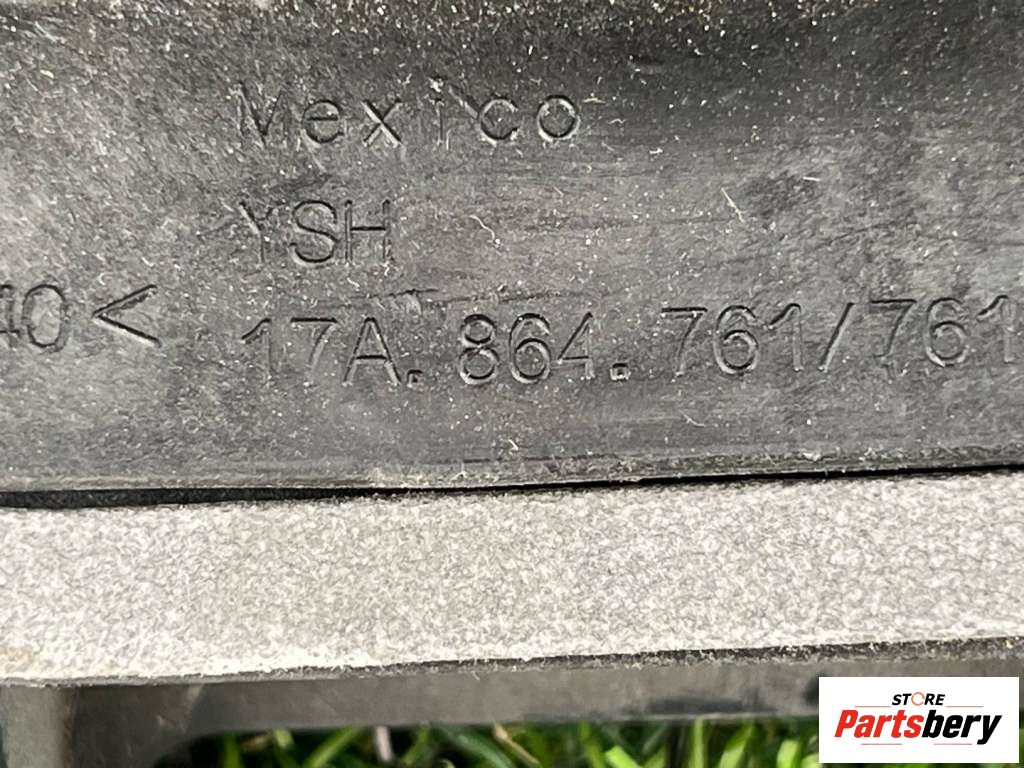 Mexico
YSH
40< 17A.864.761/761
STORE
Partsbery